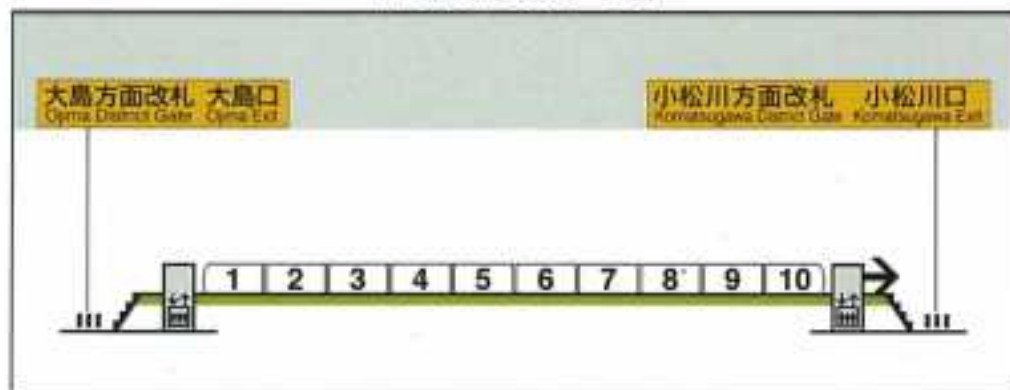 大島方面改札 大島口
Ojima District Gate Ojima Exit
小松川方面改札 小松川口
Komatsugawa District Gate Komatsugawa Exit
1 2 3 4 5 6 7 8 9 10